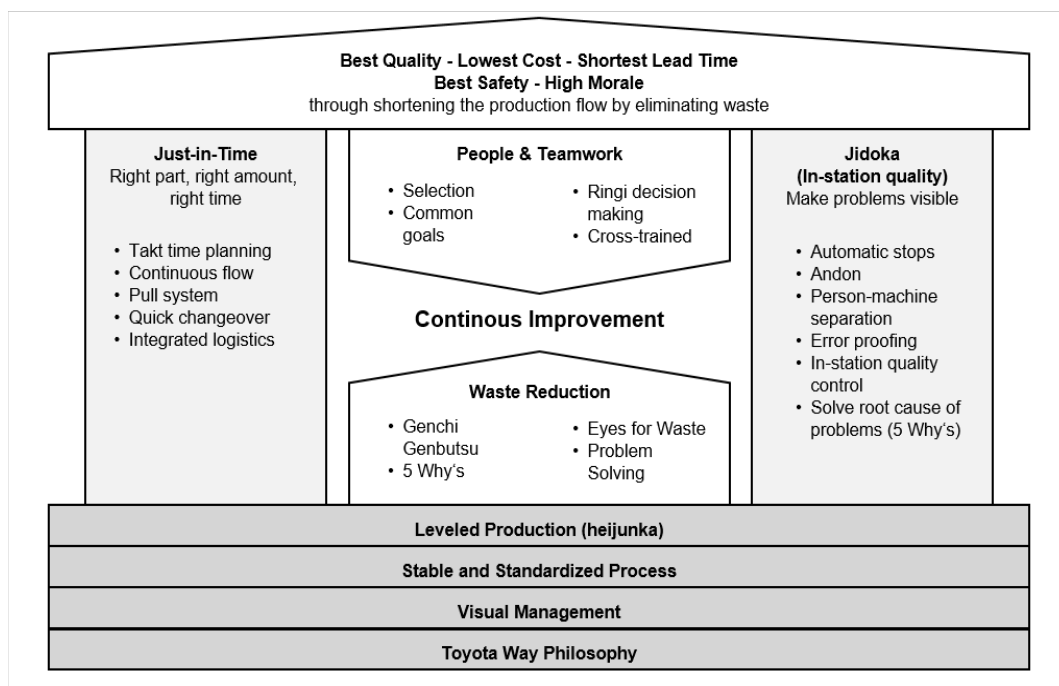 Best Quality - Lowest Cost - Shortest Lead Time
Best Safety - High Morale
through shortening the production flow by eliminating waste
Just-in-Time
Right part, right amount,
right time
• Takt time planning
• Continuous flow
• Pull system
• Quick changeover
• Integrated logistics
People & Teamwork
• Selection
• Common
goals
• Ringi decision
making
• Cross-trained
Continous Improvement
Waste Reduction
• Genchi
Genbutsu
• 5 Why‘s
• Eyes for Waste
• Problem
Solving
Jidoka
(In-station quality)
Make problems visible
• Automatic stops
• Andon
• Person-machine
separation
• Error proofing
• In-station quality
control
• Solve root cause of
problems (5 Why‘s)
Leveled Production (heijunka)
Stable and Standardized Process
Visual Management
Toyota Way Philosophy